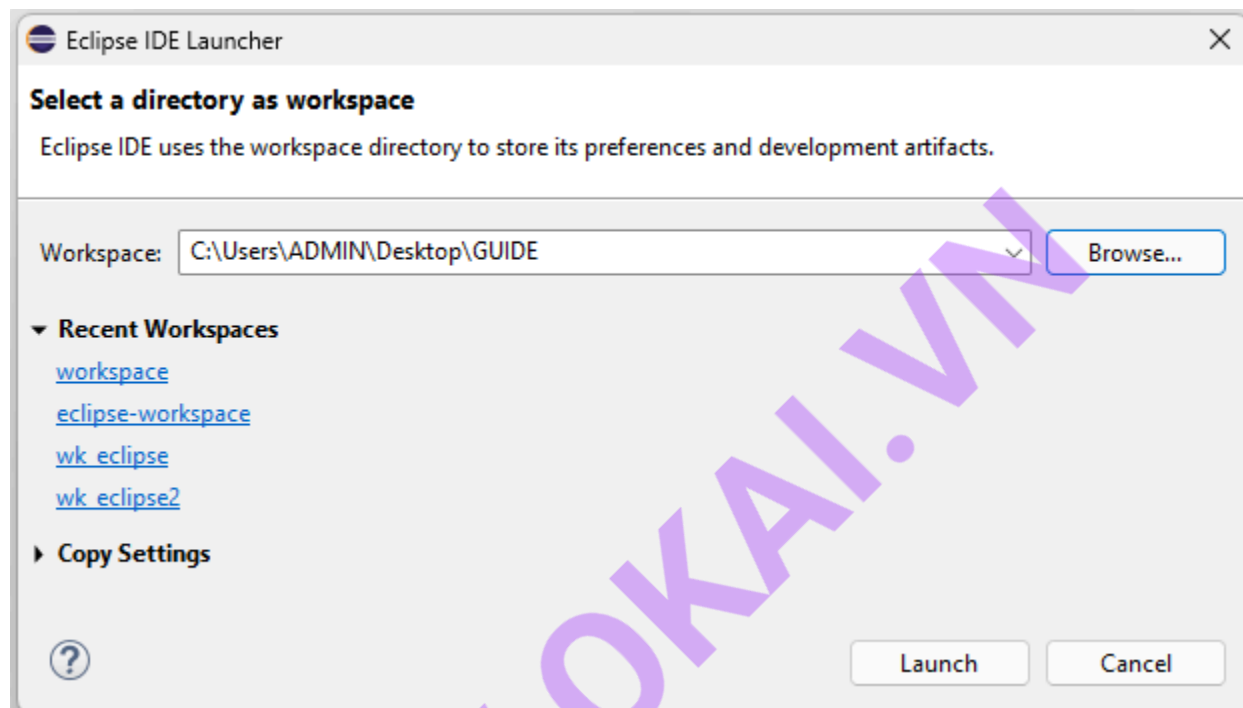 Eclipse IDE Launcher
Select a directory as workspace
Eclipse IDE uses the workspace directory to store its preferences and development artifacts.
Workspace: C:\Users\ADMIN\Desktop\GUIDE Browse...
Recent Workspaces
workspace
eclipse-workspace
wk_eclipse
wk_eclipse2
Copy Settings
? Launch Cancel
OKAI.VN